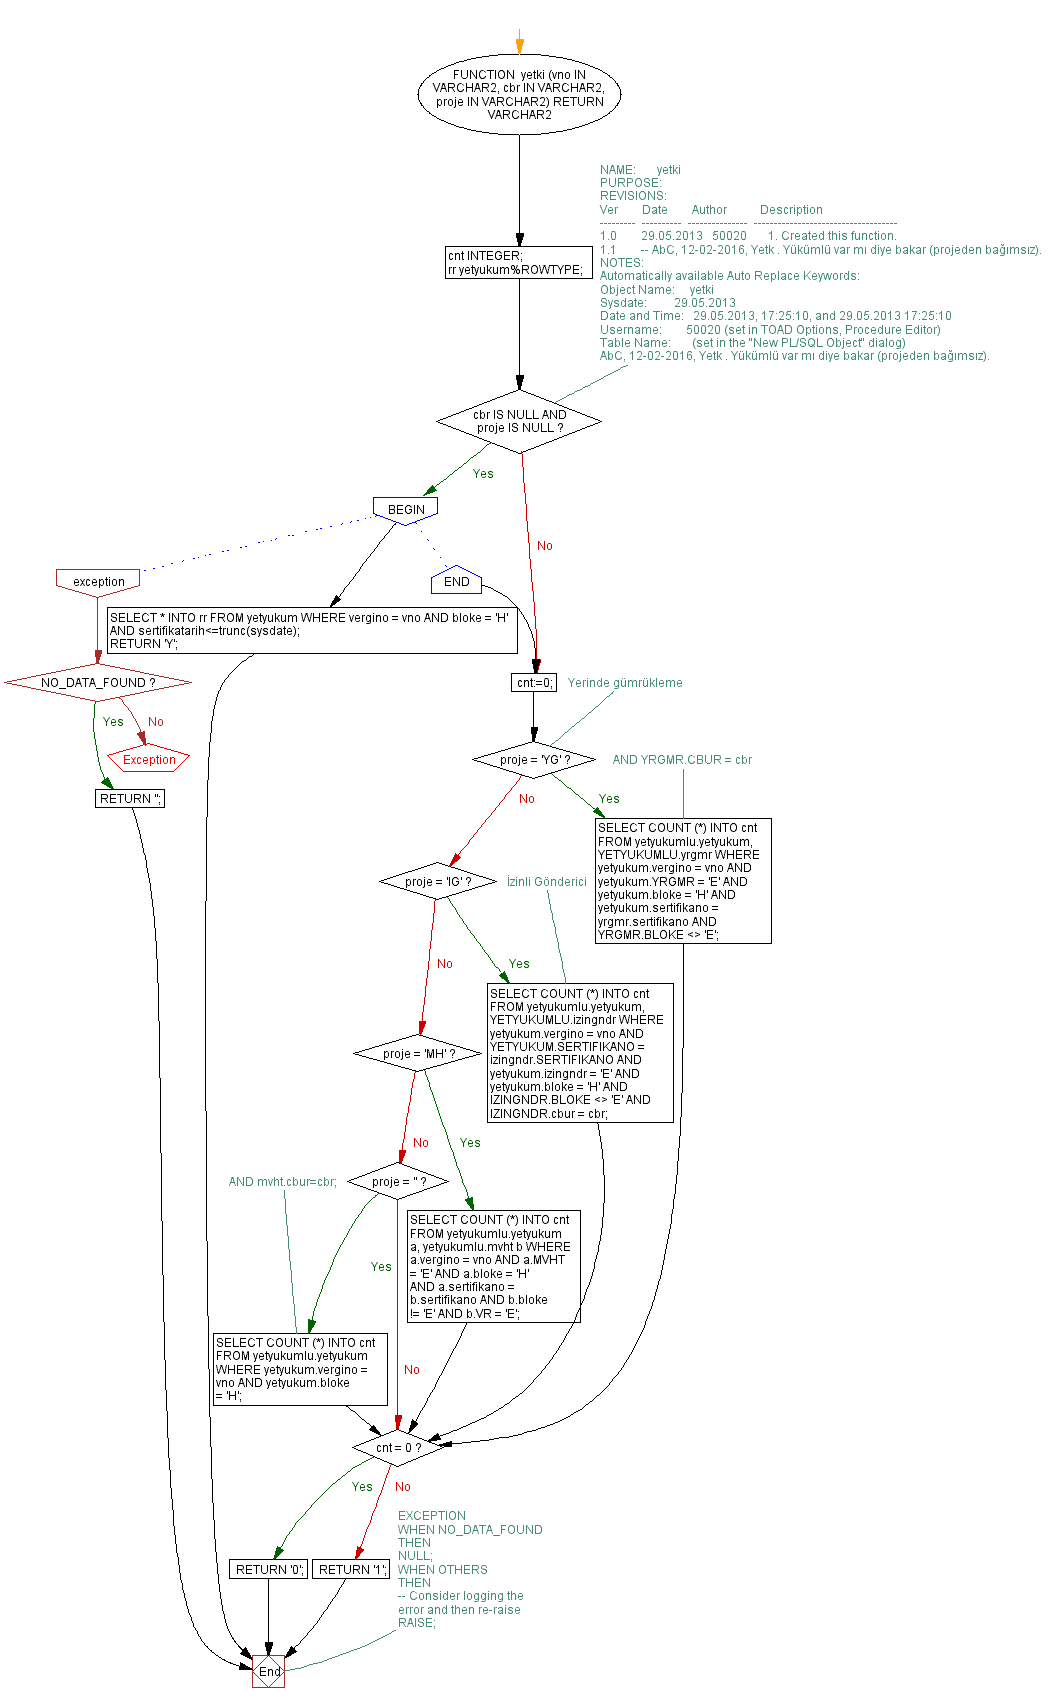 FUNCTION yetki (vno IN
VARCHAR2, cbr IN VARCHAR2,
proje IN VARCHAR2) RETURN
VARCHAR2
NAME: yetki
PURPOSE:
REVISIONS:
Ver Date Author Description
--------- ---------- --------------- ------------------------------------
1.0 29.05.2013 50020 1. Created this function.
1.1 -- AbC, 12-02-2016, Yetk . Yükümlü var mı diye bakar (projeden bağımsız).
NOTES:
Automatically available Auto Replace Keywords:
Object Name: yetki
Sysdate: 29.05.2013
Date and Time: 29.05.2013, 17:25:10, and 29.05.2013 17:25:10
Username: 50020 (set in TOAD Options, Procedure Editor)
Table Name: (set in the "New PL/SQL Object" dialog)
AbC, 12-02-2016, Yetk . Yükümlü var mı diye bakar (projeden bağımsız).
cnt INTEGER;
rr yetyukum%ROWTYPE;
cbr IS NULL AND
proje IS NULL ?
Yes
No
BEGIN
END
exception
SELECT * INTO rr FROM yetyukum WHERE vergino = vno AND bloke = 'H'
AND sertifikatarih<=trunc(sysdate);
RETURN 'Y';
NO_DATA_FOUND ?
Yes
No
Exception
RETURN '';
cnt:=0;
Yerinde gümrükleme
proje = 'YG' ?
AND YRGMR.CBUR = cbr
No
Yes
SELECT COUNT (*) INTO cnt
FROM yetyukumlu.yetyukum,
YETYUKUMLU.yrgmr WHERE
yetyukum.vergino = vno AND
yetyukum.YRGMR = 'E' AND
yetyukum.bloke = 'H' AND
yetyukum.sertifikano =
yrgmr.sertifikano AND
YRGMR.BLOKE <> 'E';
proje = 'IG' ?
İzinli Gönderici
No
Yes
SELECT COUNT (*) INTO cnt
FROM yetyukumlu.yetyukum,
YETYUKUMLU.izingndr WHERE
yetyukum.vergino = vno AND
YETYUKUM.SERTIFIKANO =
izingndr.SERTIFIKANO AND
yetyukum.izingndr = 'E' AND
yetyukum.bloke = 'H' AND
IZINGNDR.BLOKE <> 'E' AND
IZINGNDR.cbur = cbr;
proje = 'MH' ?
No
Yes
AND mvht.cbur=cbr;
proje = '' ?
SELECT COUNT (*) INTO cnt
FROM yetyukumlu.yetyukum
a, yetyukumlu.mvht b WHERE
a.vergino = vno AND a.MVHT
= 'E' AND a.bloke = 'H'
AND a.sertifikano =
b.sertifikano AND b.bloke
!= 'E' AND b.VR = 'E';
Yes
SELECT COUNT (*) INTO cnt
FROM yetyukumlu.yetyukum
WHERE yetyukum.vergino =
vno AND yetyukum.bloke
= 'H';
No
cnt = 0 ?
Yes
No
RETURN '0';
RETURN '1';
EXCEPTION
WHEN NO_DATA_FOUND
THEN
NULL;
WHEN OTHERS
THEN
-- Consider logging the
error and then re-raise
RAISE;
End